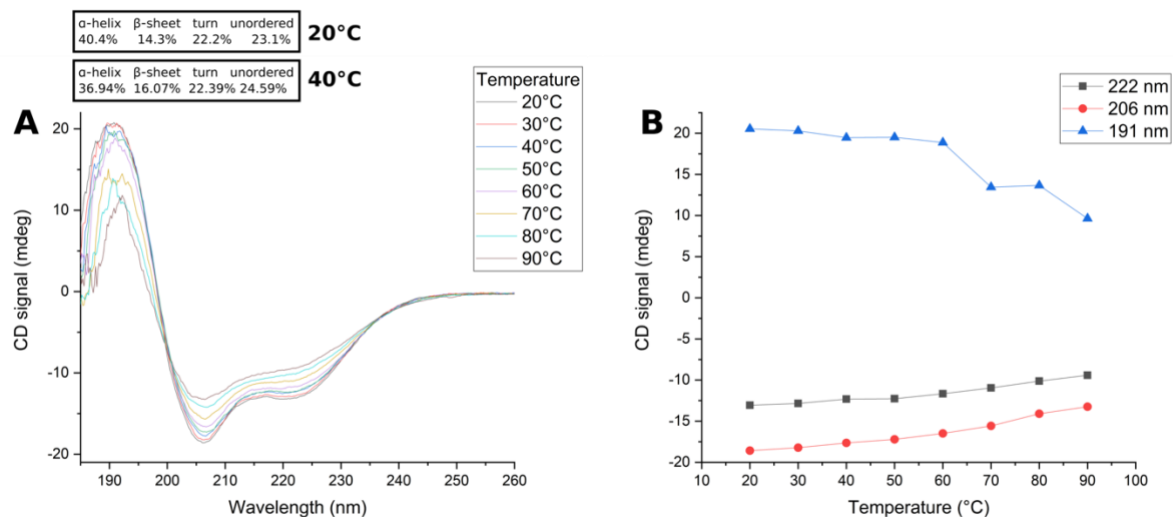 α-helix β-sheet turn unordered
40.4% 14.3% 22.2% 23.1%
20°C
α-helix β-sheet turn unordered
36.94% 16.07% 22.39% 24.59%
40°C
A
Temperature
20°C
30°C
40°C
50°C
60°C
70°C
80°C
90°C
CD signal (mdeg)
20
10
0
-10
-20
190 200 210 220 230 240 250 260
Wavelength (nm)
B
222 nm
206 nm
191 nm
CD signal (mdeg)
20
15
10
5
0
-5
-10
-15
-20
10 20 30 40 50 60 70 80 90 100
Temperature (°C)